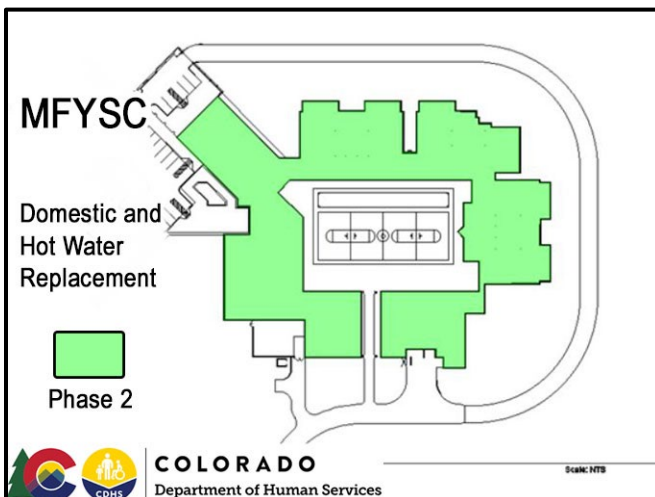 MFYSC
Domestic and
Hot Water
Replacement
Phase 2
CDHS
COLORADO
Department of Human Services
Scale: NTS